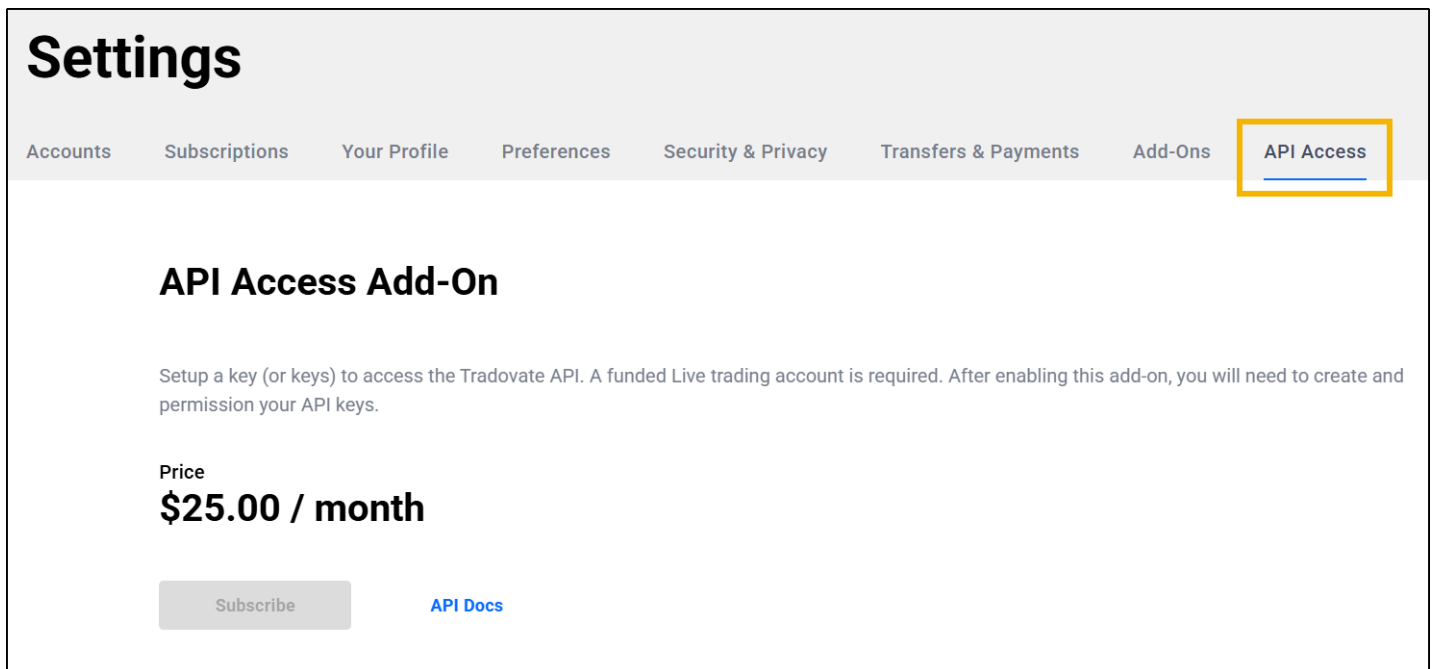 Settings
Accounts Subscriptions Your Profile Preferences Security & Privacy Transfers & Payments Add-Ons API Access
API Access Add-On
Setup a key (or keys) to access the Tradovate API. A funded Live trading account is required. After enabling this add-on, you will need to create and
permission your API keys.
Price
$25.00 / month
Subscribe API Docs